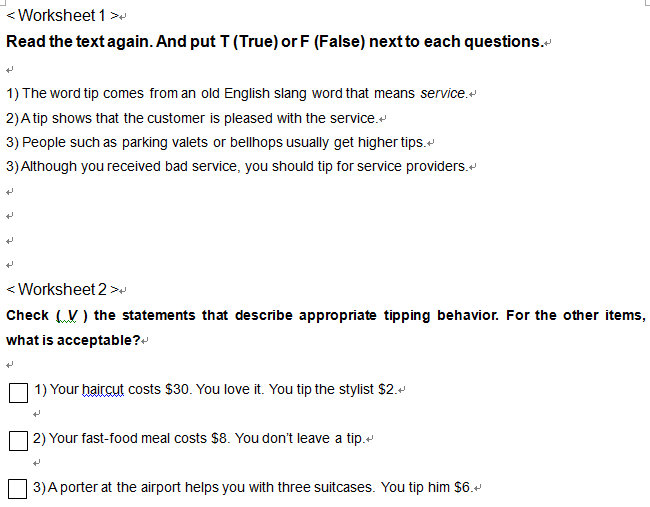 < Worksheet 1 >
Read the text again. And put T (True) or F (False) next to each questions.
1) The word tip comes from an old English slang word that means service.
2) A tip shows that the customer is pleased with the service.
3) People such as parking valets or bellhops usually get higher tips.
3) Although you received bad service, you should tip for service providers.
< Worksheet 2 >
Check ( V ) the statements that describe appropriate tipping behavior. For the other items,
what is acceptable?
1) Your haircut costs $30. You love it. You tip the stylist $2.
2) Your fast-food meal costs $8. You don't leave a tip.
3) A porter at the airport helps you with three suitcases. You tip him $6.